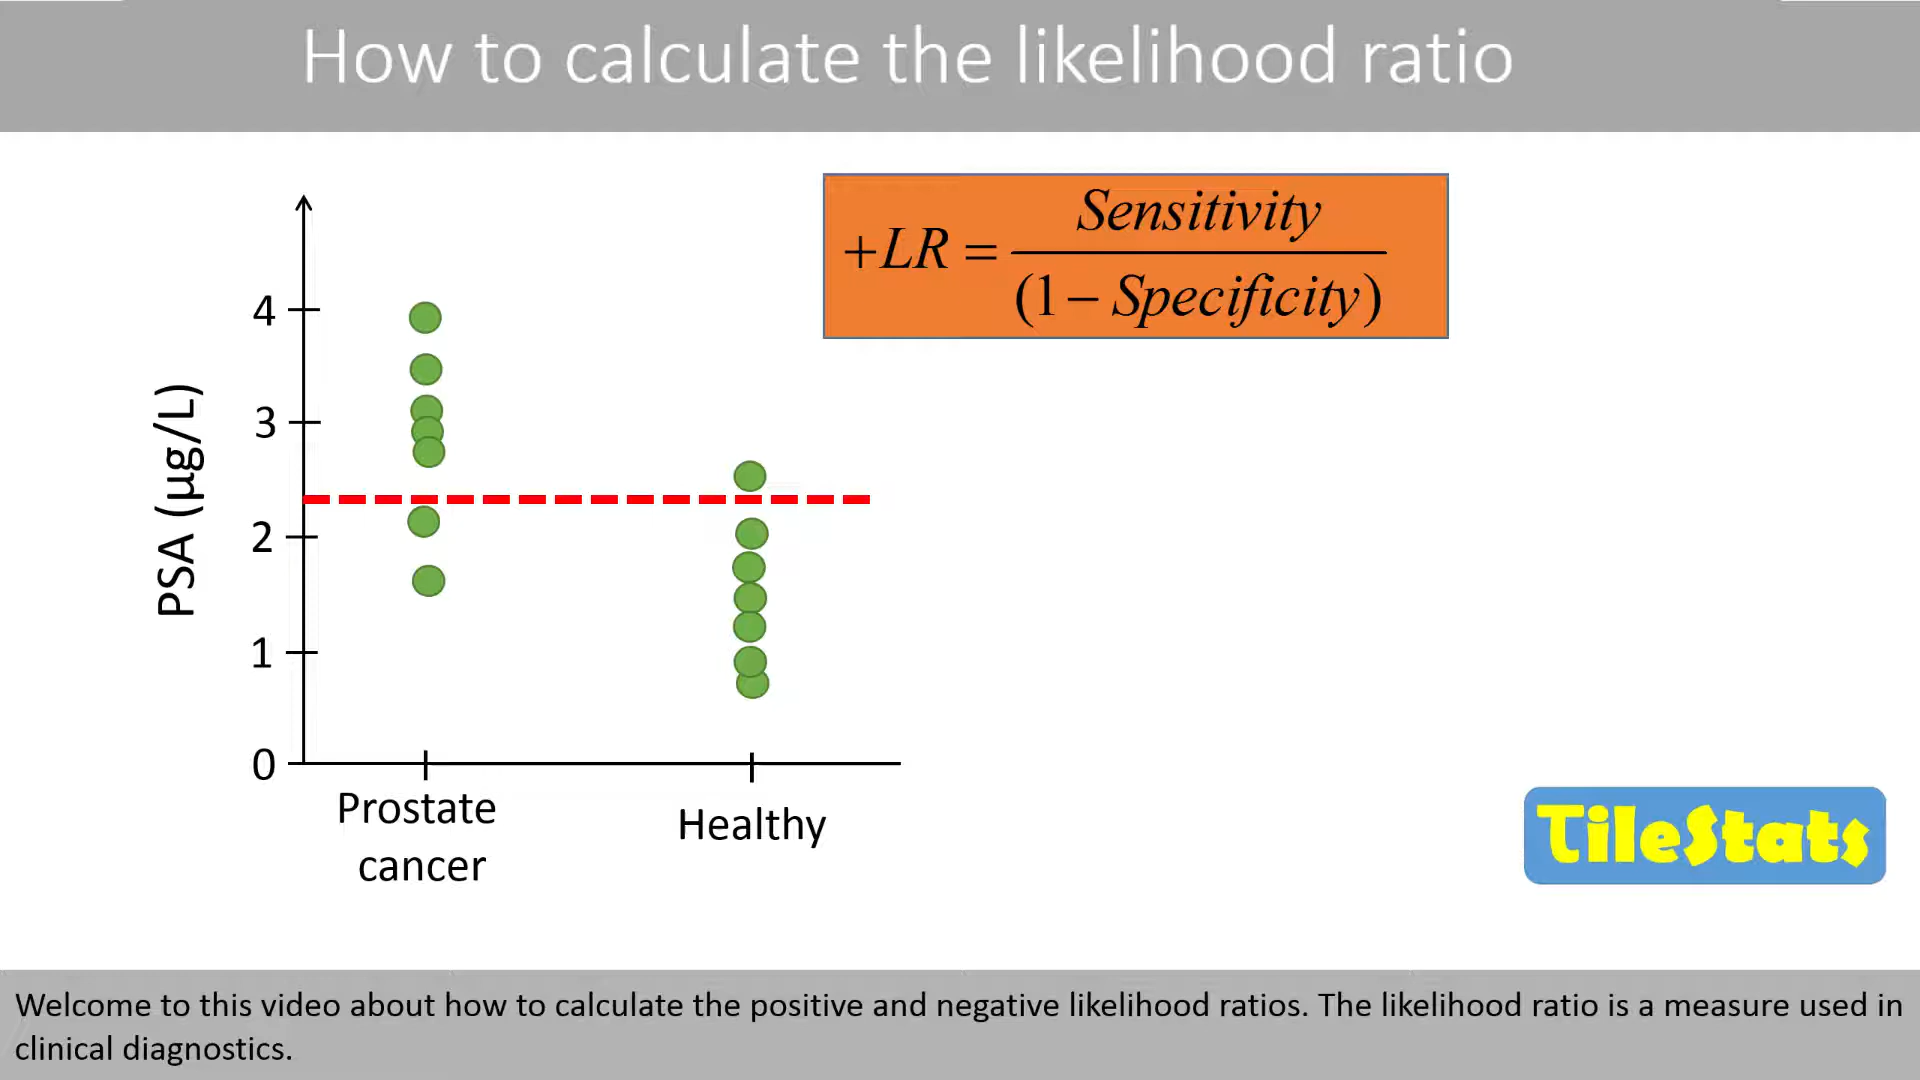 How to calculate the likelihood ratio
+LR = Sensitivity / (1 − Specificity)
PSA (µg/L)
4
3
2
1
0
Prostate
cancer
Healthy
TileStats
Welcome to this video about how to calculate the positive and negative likelihood ratios. The likelihood ratio is a measure used in
clinical diagnostics.